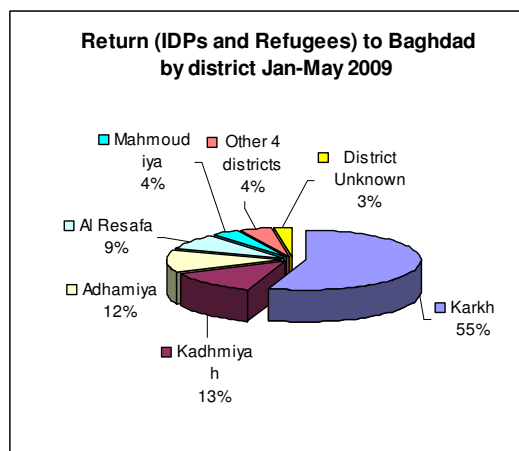 Return (IDPs and Refugees) to Baghdad
by district Jan-May 2009
Mahmoud
iya
4%
Other 4
districts
4%
District
Unknown
3%
Al Resafa
9%
Adhamiya
12%
Karkh
55%
Kadhmiya
h
13%